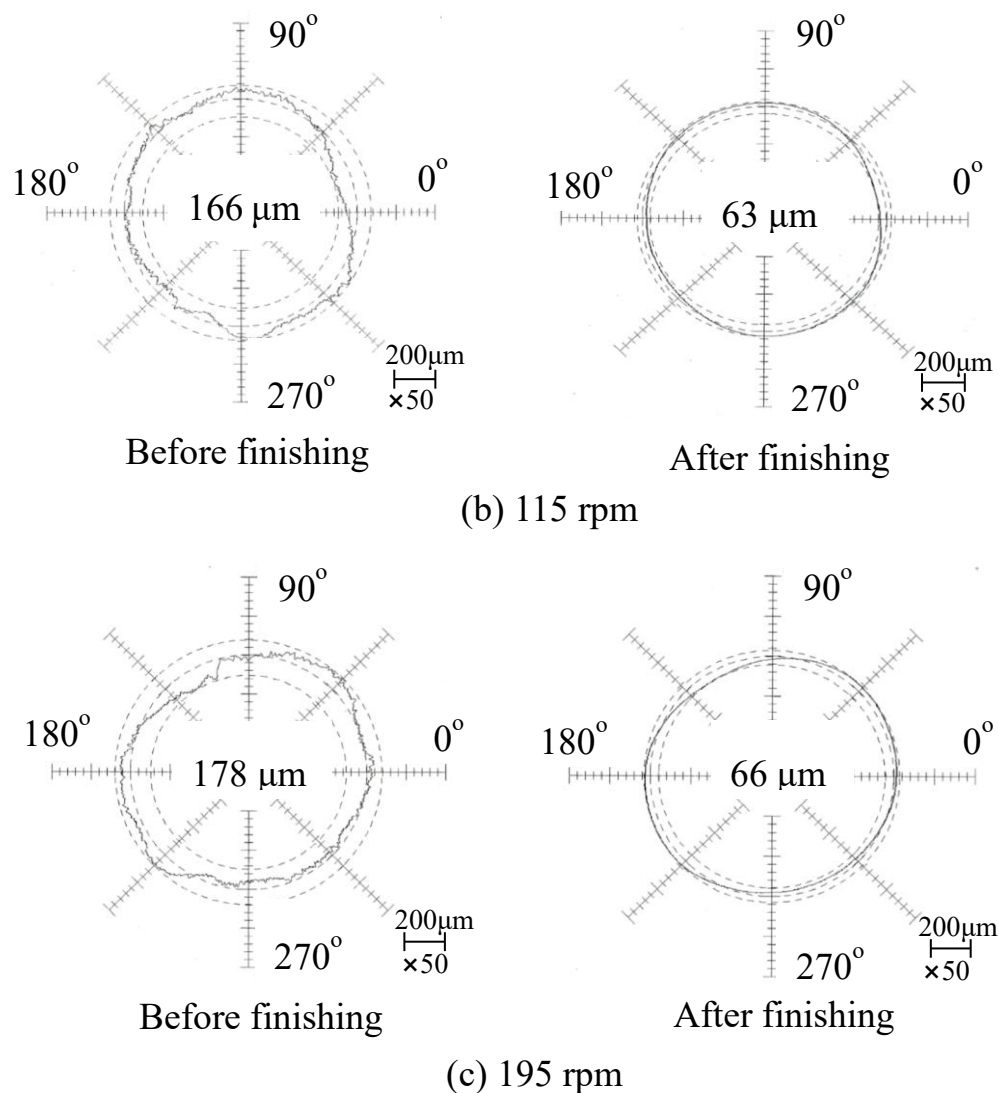 90°
90°
180°
166 μm
0°
180°
63 μm
0°
200μm
×50
200μm
×50
270°
270°
Before finishing
After finishing
(b) 115 rpm
90°
90°
180°
178 μm
0°
180°
66 μm
0°
200μm
×50
200μm
×50
270°
270°
Before finishing
After finishing
(c) 195 rpm